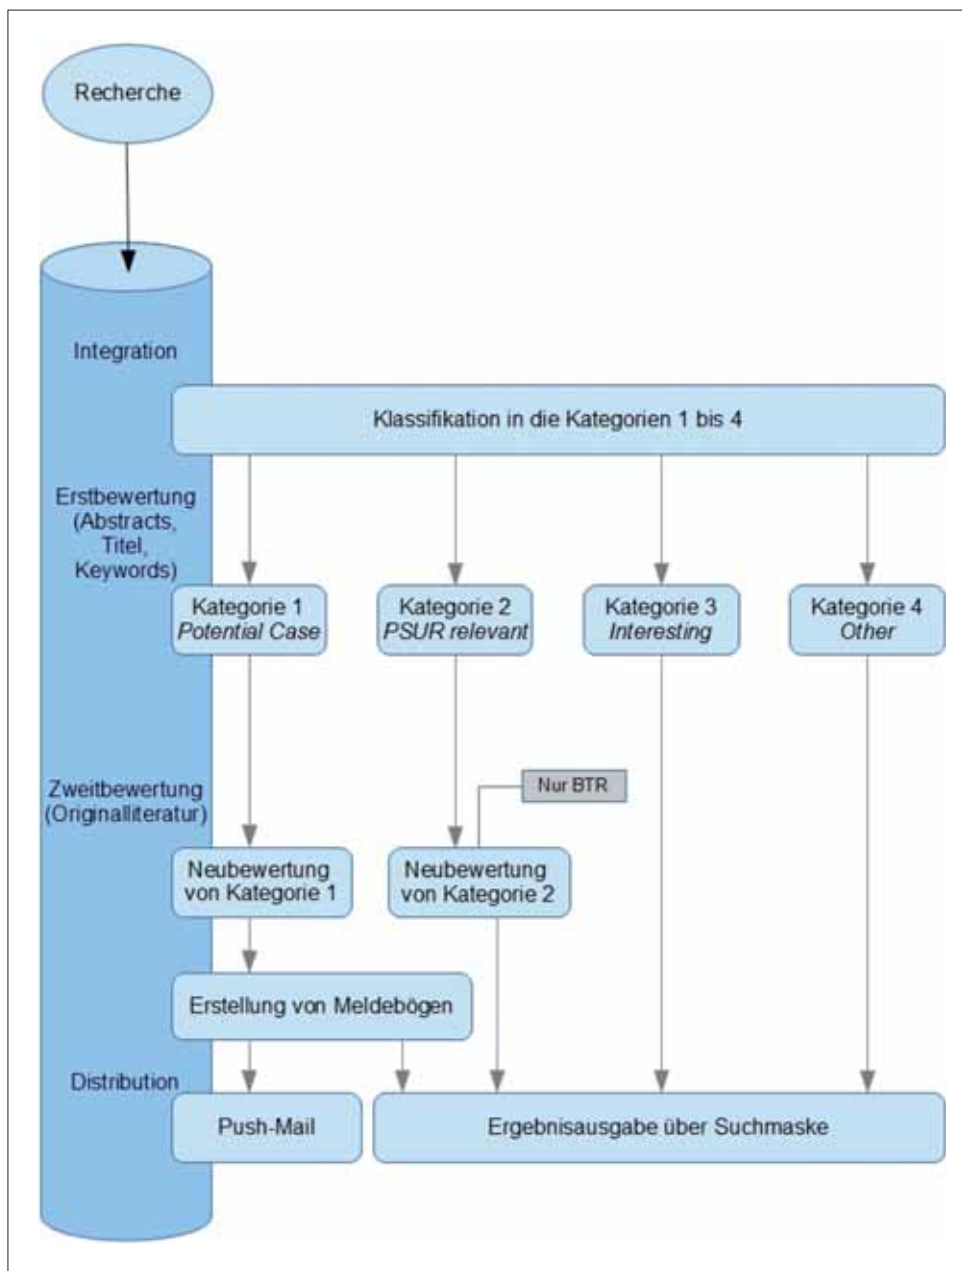 Recherche
Integration
Klassifikation in die Kategorien 1 bis 4
Erstbewertung
(Abstracts,
Titel,
Keywords)
Kategorie 1
Potential Case
Kategorie 2
PSUR relevant
Kategorie 3
Interesting
Kategorie 4
Other
Zweitbewertung
(Originalliteratur)
Nur BTR
Neubewertung
von Kategorie 1
Neubewertung
von Kategorie 2
Erstellung von Meldebögen
Distribution
Push-Mail
Ergebnisausgabe über Suchmaske